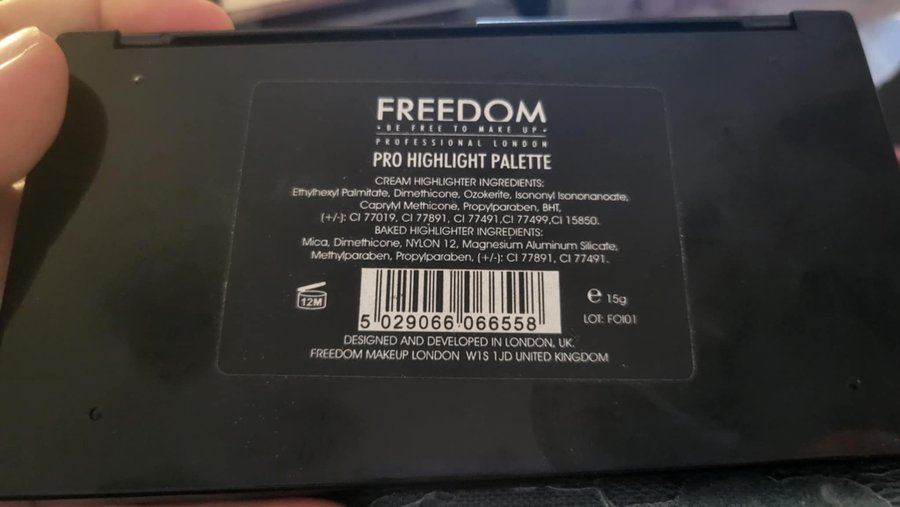 FREEDOM
• BE FREE TO MAKE UP •
PROFESSIONAL LONDON
PRO HIGHLIGHT PALETTE
CREAM HIGHLIGHTER INGREDIENTS:
Ethylhexyl Palmitate, Dimethicone, Ozokerite, Isononyl Isononanoate,
Caprylyl Methicone, Propylparaben, BHT,
(+/-): CI 77019, CI 77891, CI 77491,CI 77499,CI 15850.
BAKED HIGHLIGHTER INGREDIENTS:
Mica, Dimethicone, NYLON 12, Magnesium Aluminum Silicate,
Methylparaben, Propylparaben, (+/-): CI 77891, CI 77491.
12M
5 029066 066558
e 15g
LOT: FOI01
DESIGNED AND DEVELOPED IN LONDON, UK.
FREEDOM MAKEUP LONDON W1S 1JD UNITED KINGDOM